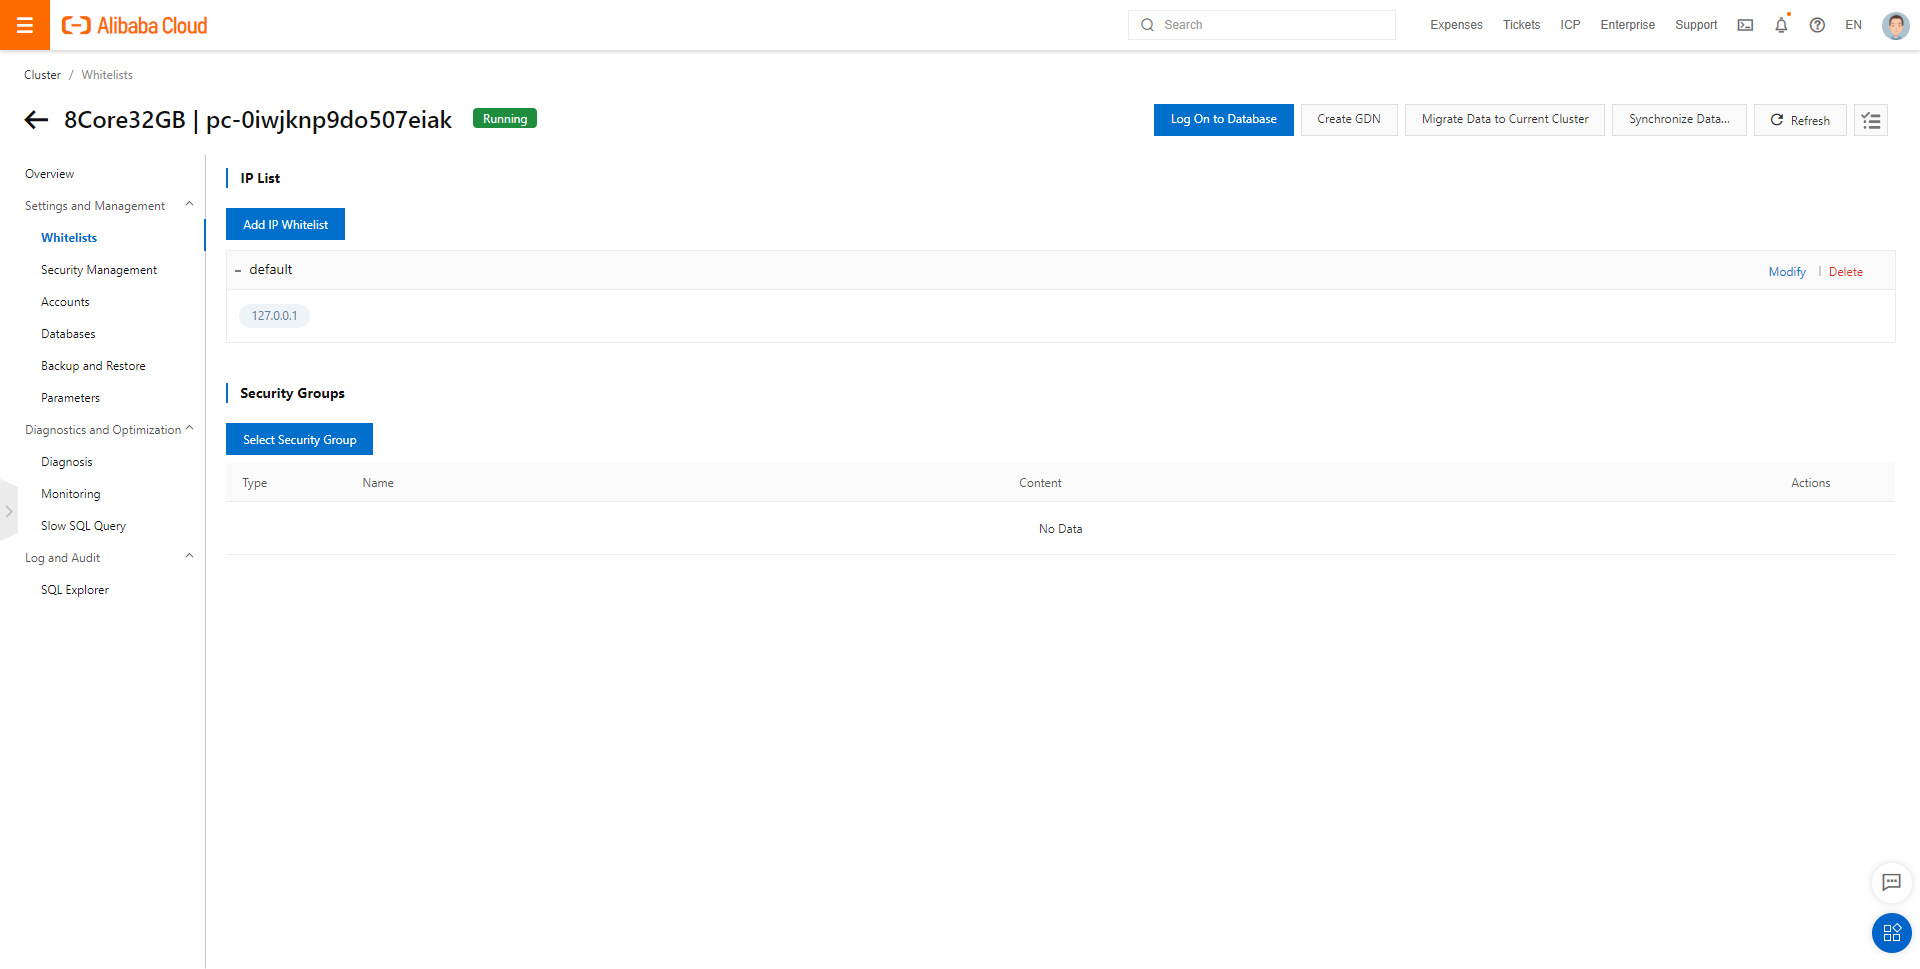 Alibaba Cloud
Search
Expenses
Tickets
ICP
Enterprise
Support
EN
Cluster / Whitelists
8Core32GB | pc-0iwjknp9do507eiak
Running
Log On to Database
Create GDN
Migrate Data to Current Cluster
Synchronize Data...
Refresh
Overview
Settings and Management
Whitelists
Security Management
Accounts
Databases
Backup and Restore
Parameters
Diagnostics and Optimization
Diagnosis
Monitoring
Slow SQL Query
Log and Audit
SQL Explorer
IP List
Add IP Whitelist
– default
Modify | Delete
127.0.0.1
Security Groups
Select Security Group
Type Name Content Actions
No Data